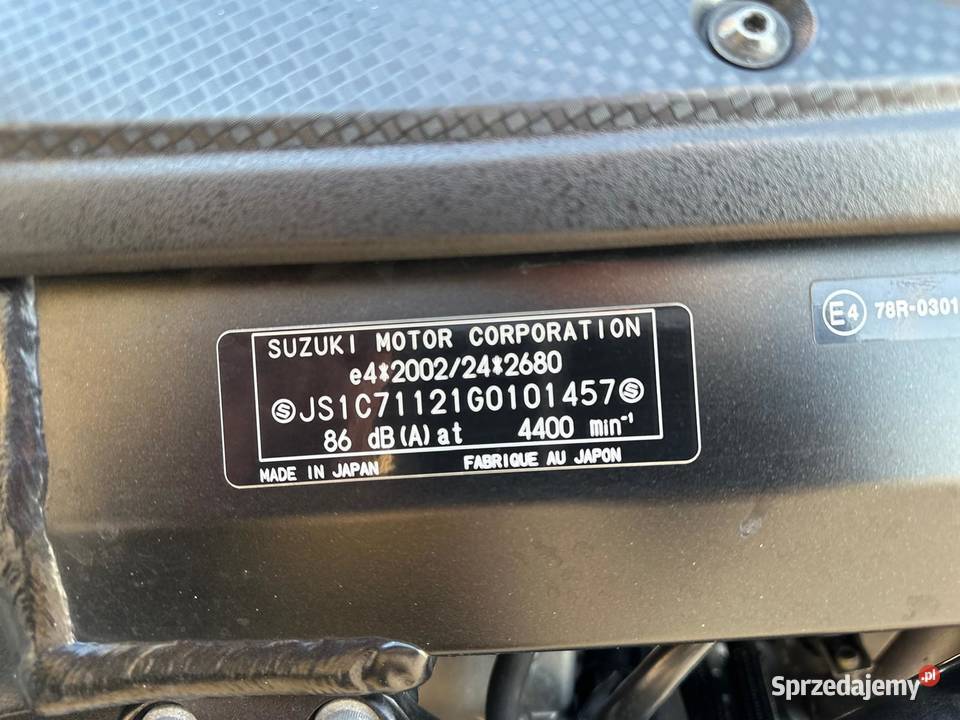 SUZUKI MOTOR CORPORATION
e4*2002/24*2680
JS1C71121G0101457
86 dB(A) at 4400 min⁻¹
MADE IN JAPAN FABRIQUE AU JAPON
E4 78R-0301
Sprzedajemy.pl